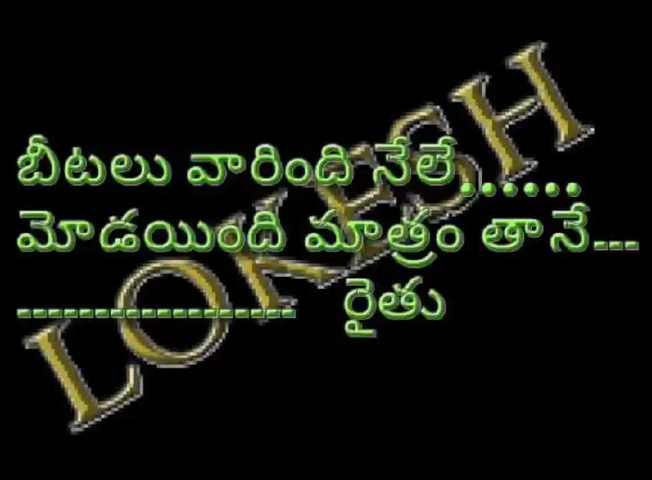 బీటలు వారింది నేలే......
మోడయింది మాత్రం తానే---
------------------ రైతు
LOKESH